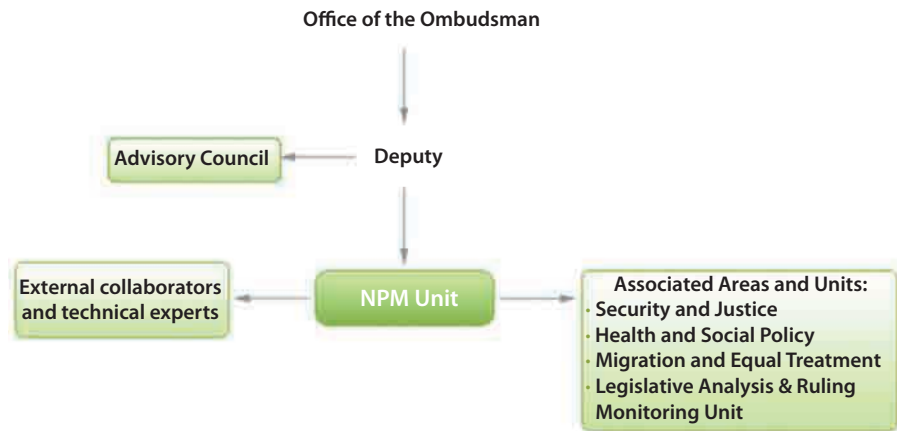 Office of the Ombudsman
Advisory Council
Deputy
External collaborators
and technical experts
NPM Unit
Associated Areas and Units:
· Security and Justice
· Health and Social Policy
· Migration and Equal Treatment
· Legislative Analysis & Ruling
Monitoring Unit